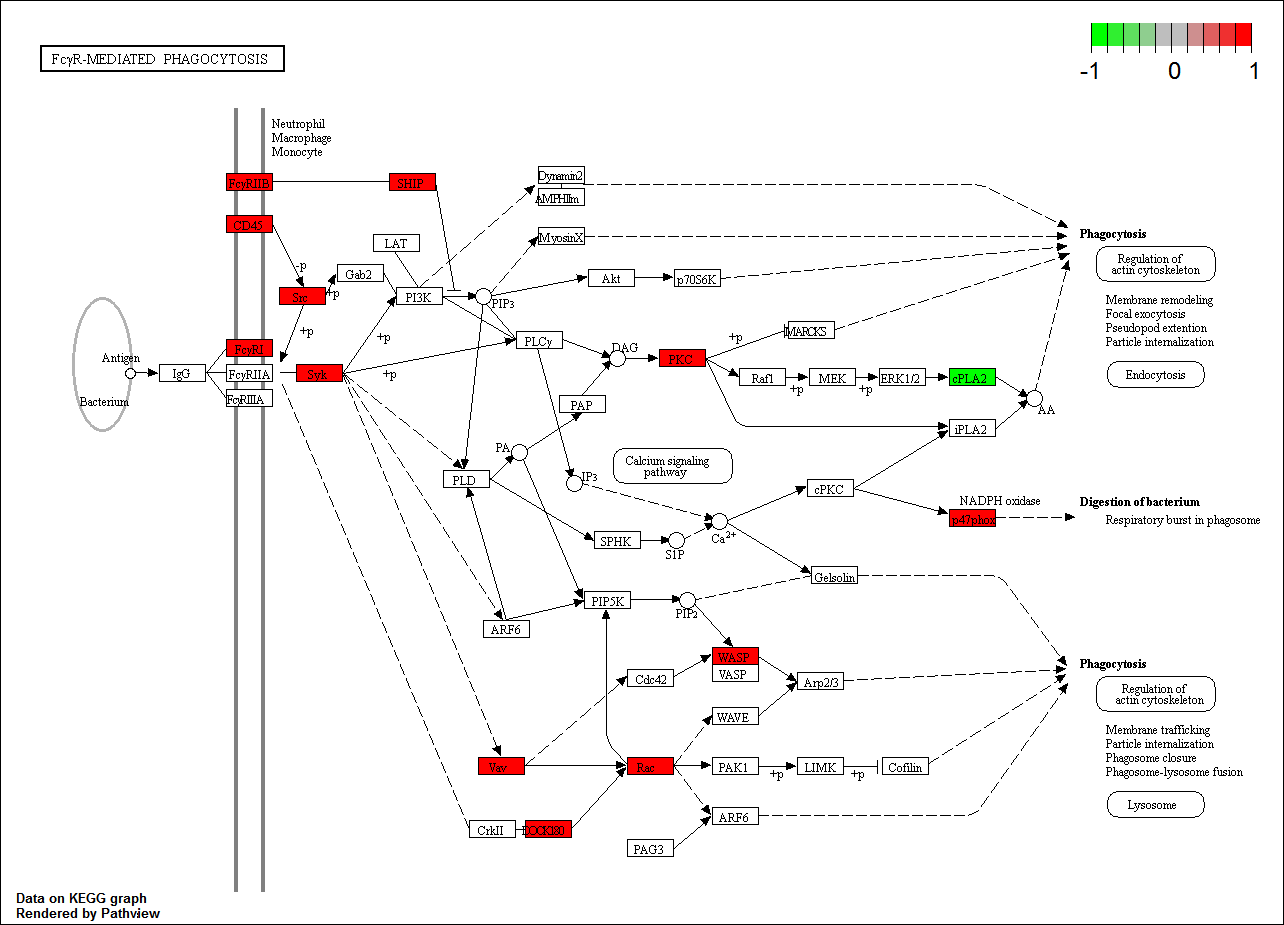 FcγR-MEDIATED PHAGOCYTOSIS
-1 0 1
Neutrophil
Macrophage
Monocyte
FcγRIIB
SHIP
Dynamin2
AMPHIIm
CD45
LAT
MyosinX
Phagocytosis
-p
Gab2
Akt
p70S6K
Regulation of
actin cytoskeleton
Src
+p
PI3K
PIP3
Membrane remodeling
Focal exocytosis
Pseudopod extention
Particle internalization
+p
+p
PLCγ
+p
MARCKS
FcγRI
DAG
PKC
Antigen
IgG
FcγRIIA
Syk
+p
Raf1
+p
MEK
+p
ERK1/2
cPLA2
Endocytosis
Bacterium
FcγRIIIA
PAP
AA
iPLA2
PA
PLD
IP3
Calcium signaling
pathway
cPKC
NADPH oxidase
p47phox
Digestion of bacterium
Respiratory burst in phagosome
SPHK
S1P
Ca2+
Gelsolin
PIP5K
PIP2
ARF6
WASP
VASP
Cdc42
Arp2/3
Phagocytosis
Regulation of
actin cytoskeleton
WAVE
Membrane trafficking
Particle internalization
Phagosome closure
Phagosome-lysosome fusion
Vav
Rac
PAK1
+p
LIMK
+p
Cofilin
Lysosome
CrkII
DOCK180
ARF6
PAG3
Data on KEGG graph
Rendered by Pathview